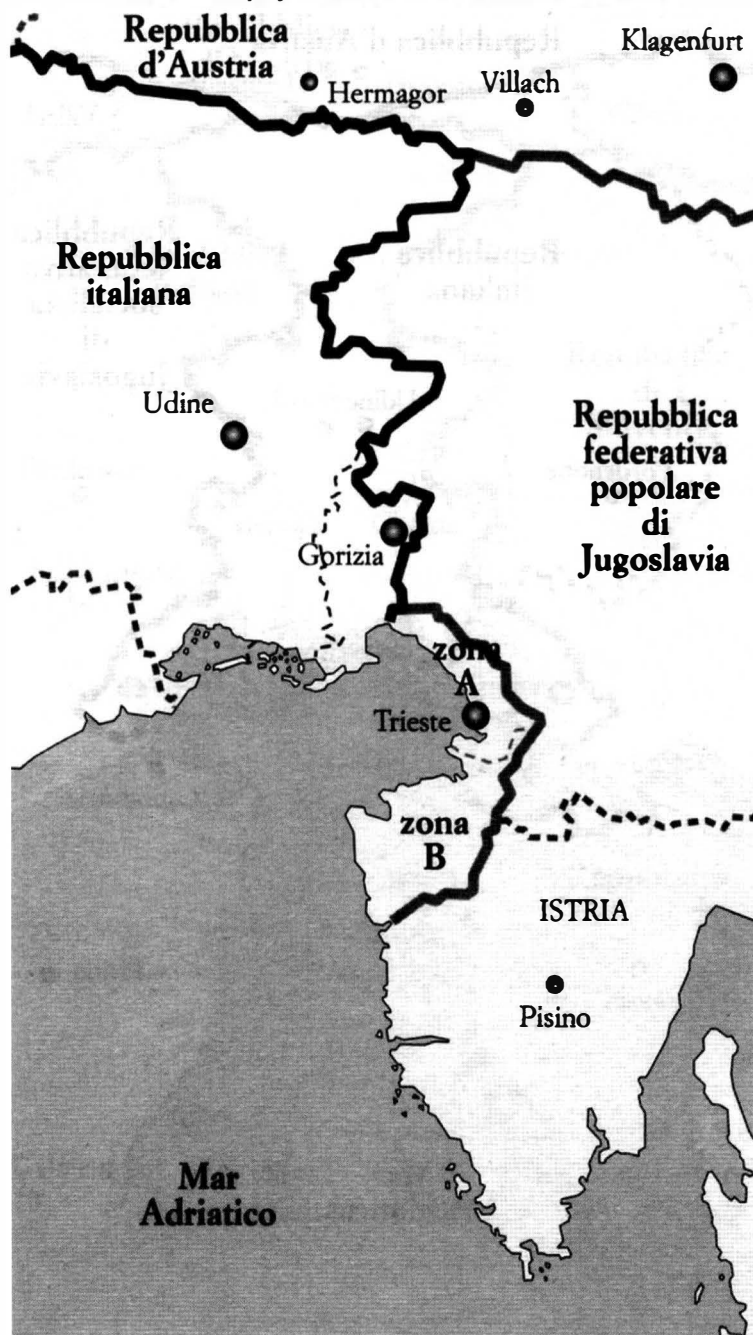 Repubblica
d'Austria
Klagenfurt
Villach
Hermagor
Repubblica
italiana
Udine
Repubblica
federativa
popolare
di
Jugoslavia
Gorizia
zona
A
Trieste
zona
B
ISTRIA
Pisino
Mar
Adriatico